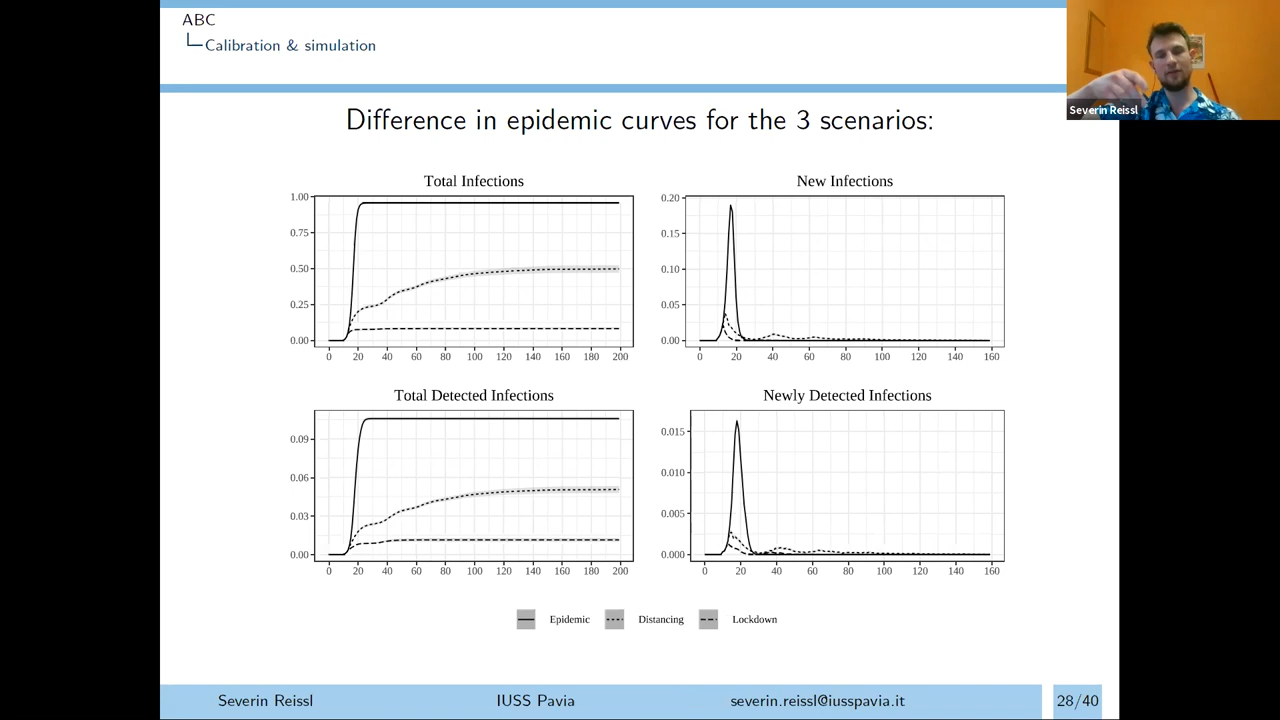 ABC
Calibration & simulation
Severin Reissl
Difference in epidemic curves for the 3 scenarios:
Total Infections
1.00
0.75
0.50
0.25
0.00
0 20 40 60 80 100 120 140 160 180 200
New Infections
0.20
0.15
0.10
0.05
0.00
0 20 40 60 80 100 120 140 160
Total Detected Infections
0.09
0.06
0.03
0.00
0 20 40 60 80 100 120 140 160 180 200
Newly Detected Infections
0.015
0.010
0.005
0.000
0 20 40 60 80 100 120 140 160
Epidemic Distancing Lockdown
Severin Reissl IUSS Pavia severin.reissl@iusspavia.it 28/40